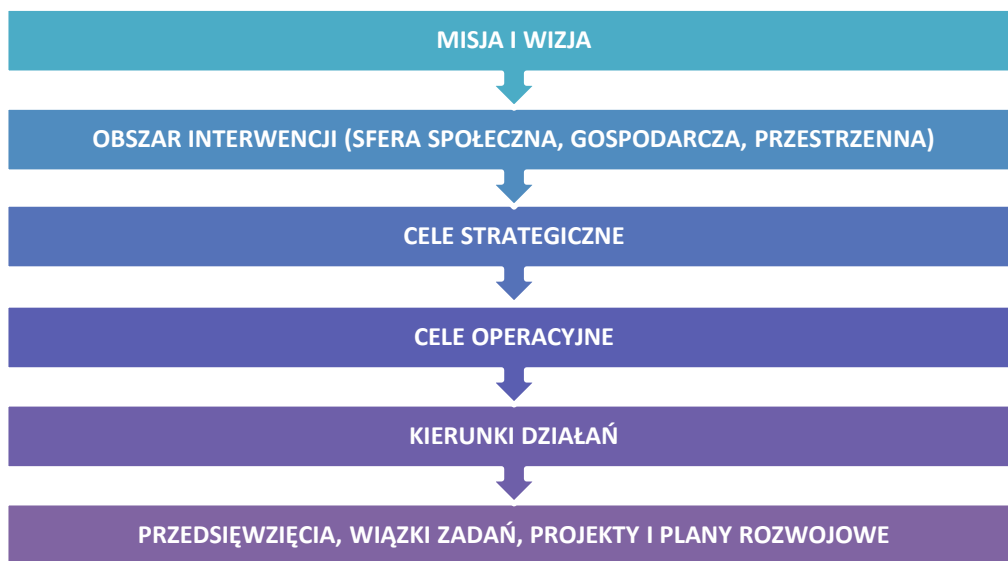 MISJA I WIZJA
OBSZAR INTERWENCJI (SFERA SPOŁECZNA, GOSPODARCZA, PRZESTRZENNA)
CELE STRATEGICZNE
CELE OPERACYJNE
KIERUNKI DZIAŁAŃ
PRZEDSIĘWZIĘCIA, WIĄZKI ZADAŃ, PROJEKTY I PLANY ROZWOJOWE